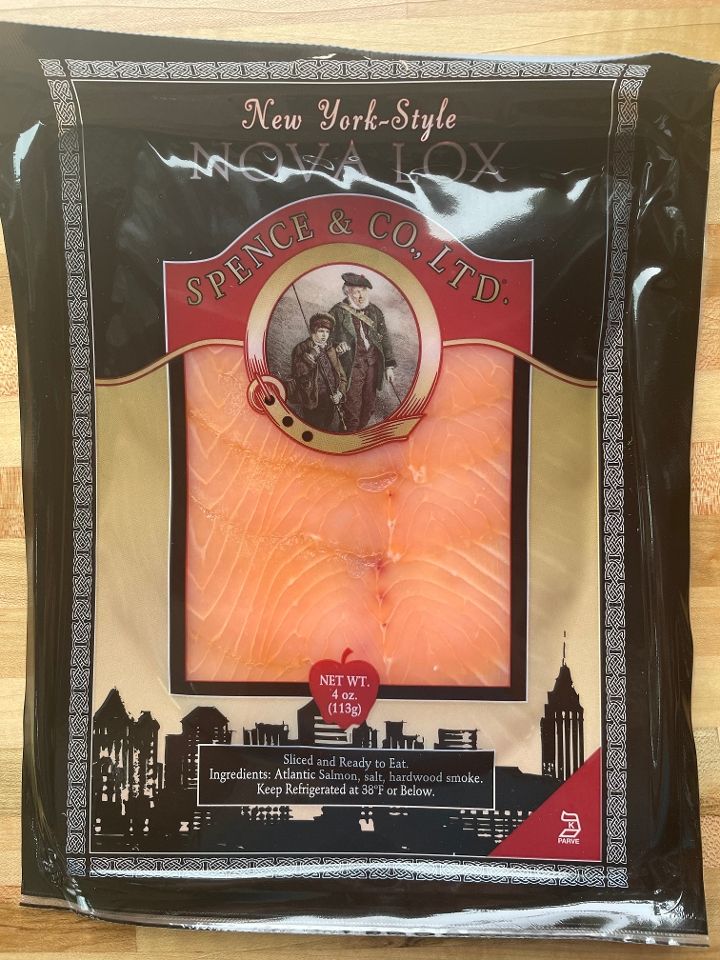 New York-Style
NOVA LOX
SPENCE & CO., LTD.®
NET WT.
4 oz.
(113g)
Sliced and Ready to Eat.
Ingredients: Atlantic Salmon, salt, hardwood smoke.
Keep Refrigerated at 38°F or Below.
K
PARVE